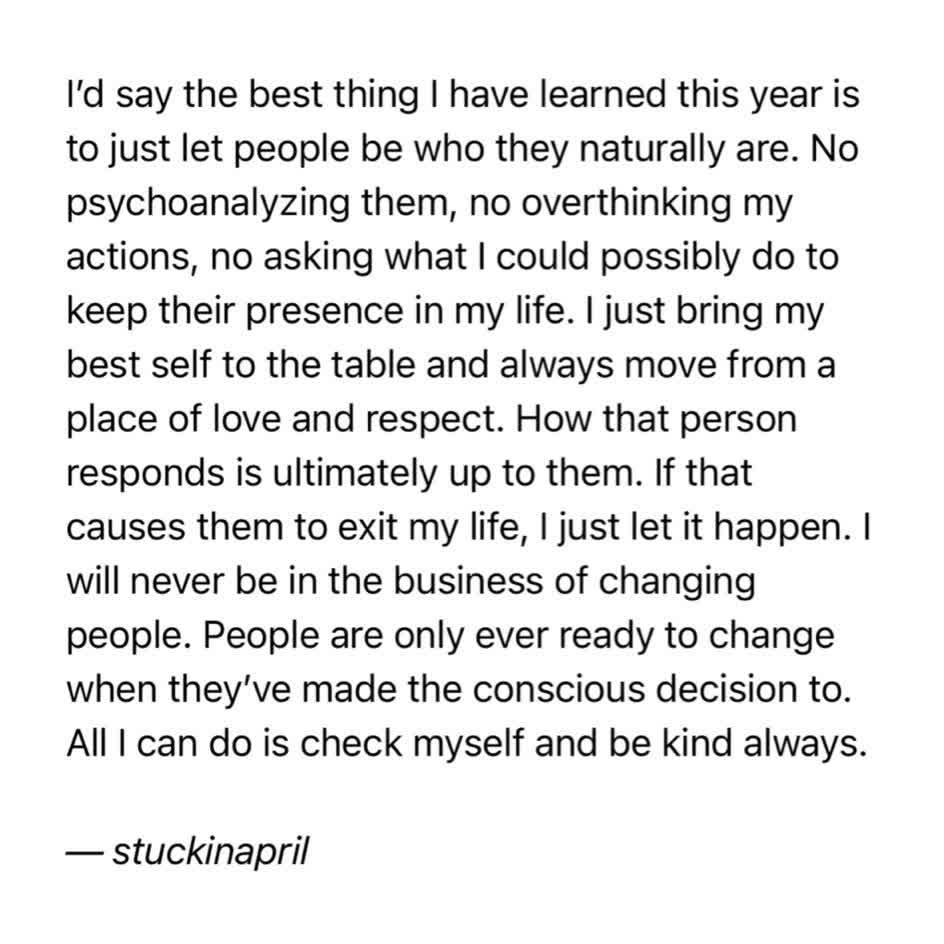 I’d say the best thing I have learned this year is
to just let people be who they naturally are. No
psychoanalyzing them, no overthinking my
actions, no asking what I could possibly do to
keep their presence in my life. I just bring my
best self to the table and always move from a
place of love and respect. How that person
responds is ultimately up to them. If that
causes them to exit my life, I just let it happen. I
will never be in the business of changing
people. People are only ever ready to change
when they’ve made the conscious decision to.
All I can do is check myself and be kind always.
— stuckinapril